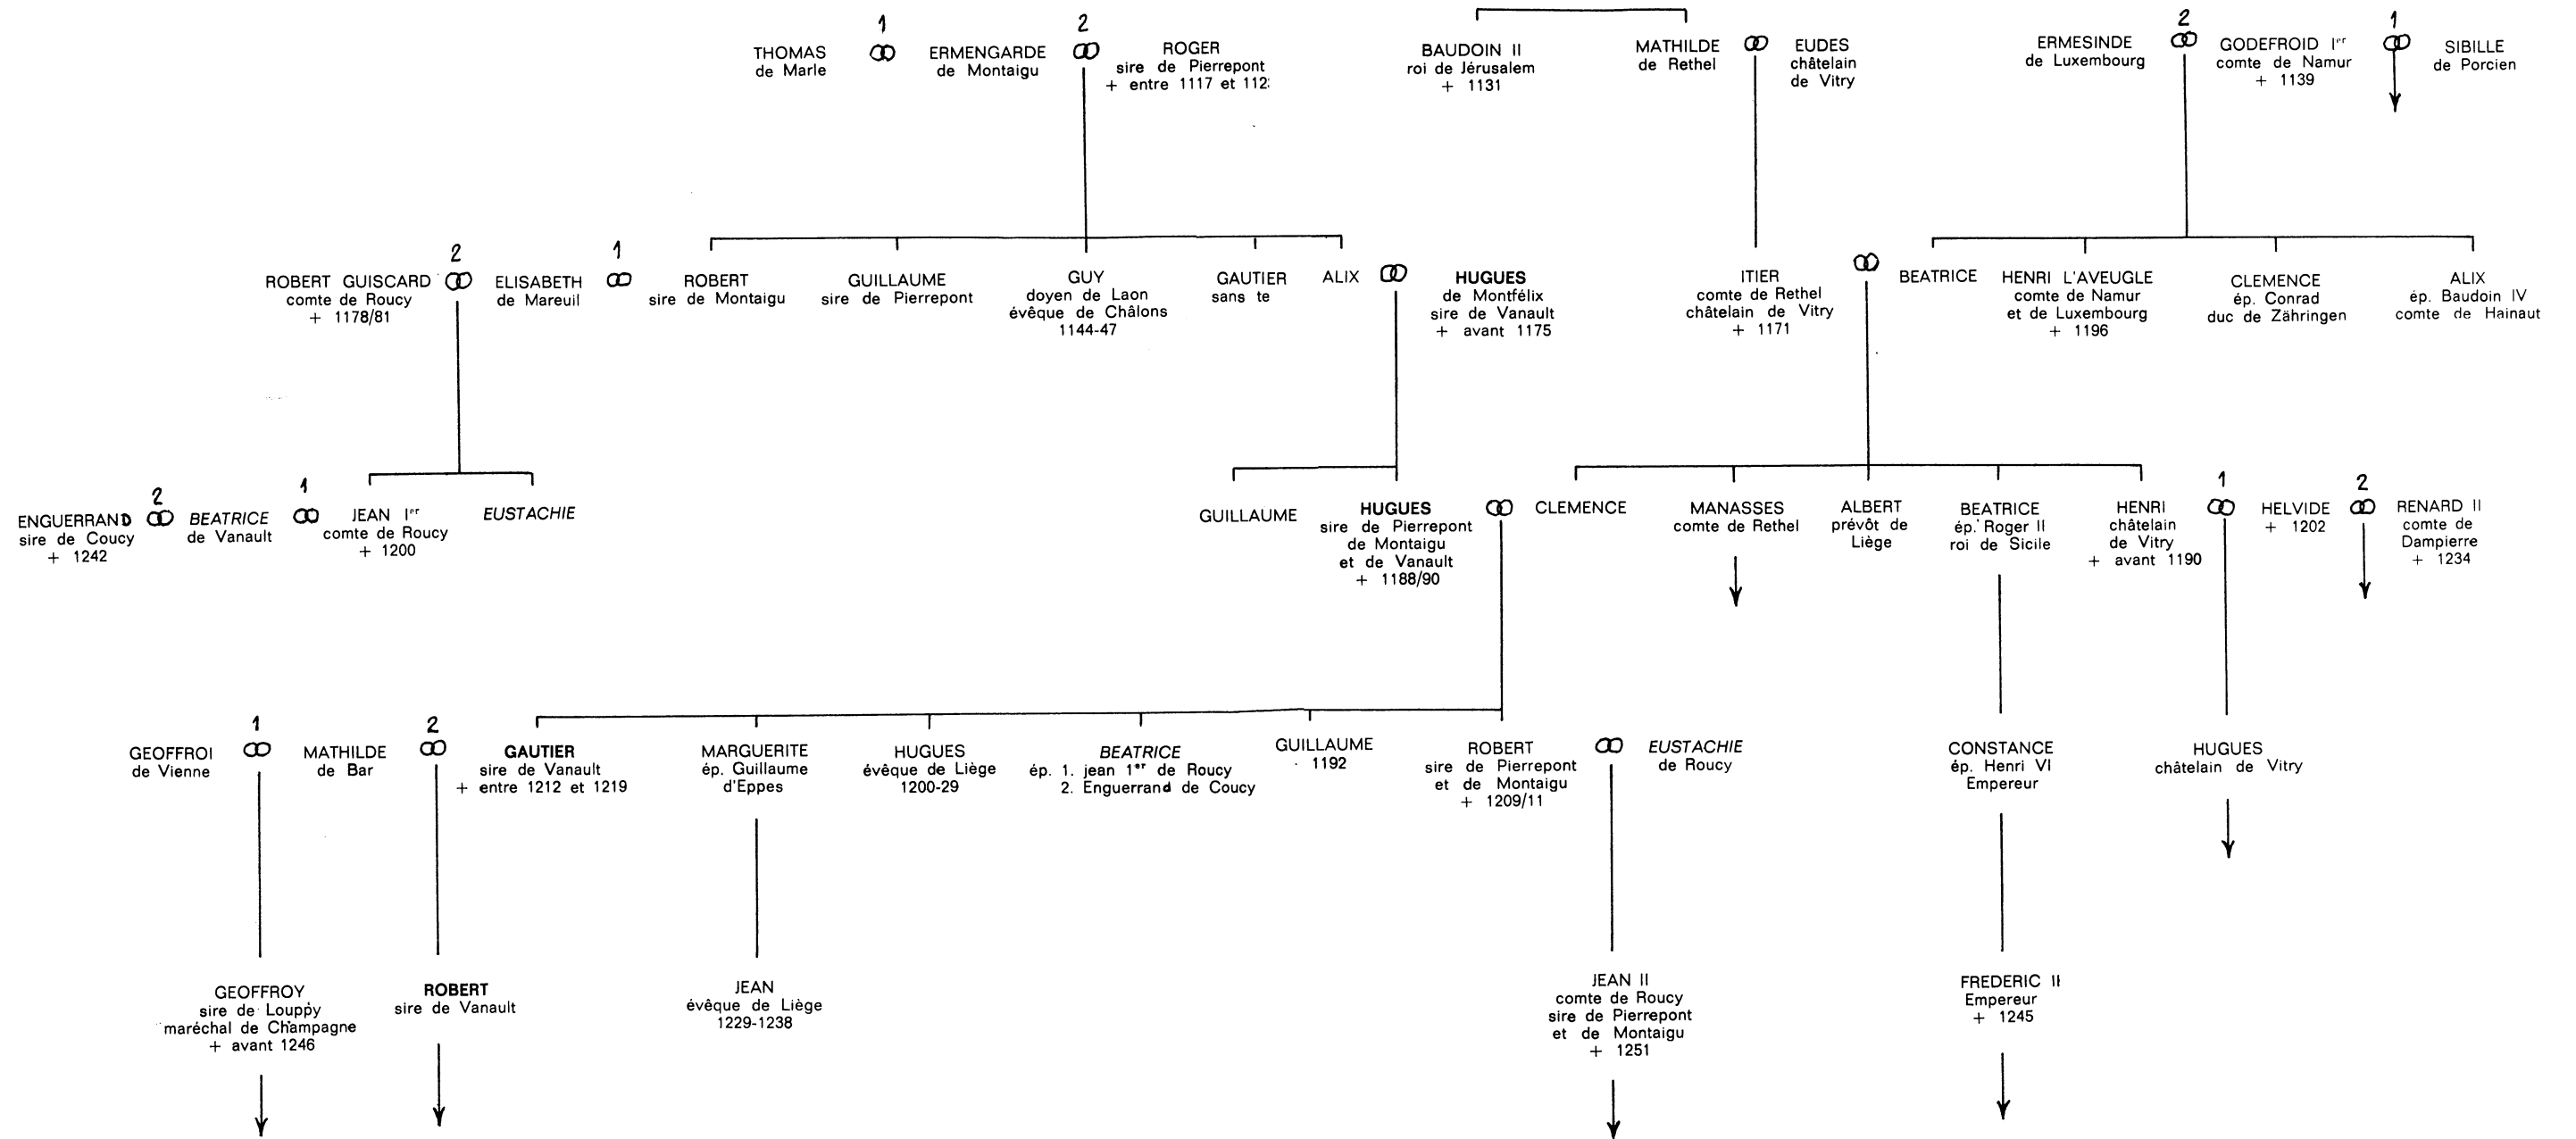 1
2
2
1
THOMAS
de Marle
ERMENGARDE
de Montaigu
ROGER
sire de Pierrepont
+ entre 1117 et
BAUDOIN II
roi de Jérusalem
+ 1131
MATHILDE
de Rethel
EUDES
châtelain
de Vitry
ERMESINDE
de Luxembourg
GODEFROID Ier
comte de Namur
+ 1139
SIBILLE
de Porcien
2
1
ROBERT GUISCARD
comte de Roucy
+ 1178/81
ELISABETH
de Mareuil
ROBERT
sire de Montaigu
GUILLAUME
sire de Pierrepont
GUY
doyen de Laon
évêque de Châlons
1144-47
GAUTIER
sans te
ALIX
HUGUES
de Montfélix
sire de Vanault
+ avant 1175
ITIER
comte de Rethel
châtelain de Vitry
+ 1171
BEATRICE
HENRI L'AVEUGLE
comte de Namur
et de Luxembourg
+ 1196
CLEMENCE
ép. Conrad
duc de Zähringen
ALIX
ép. Baudoin IV
comte de Hainaut
2
1
1
2
ENGUERRAND
sire de Coucy
+ 1242
BEATRICE
de Vanault
JEAN Ier
comte de Roucy
+ 1200
EUSTACHIE
GUILLAUME
HUGUES
sire de Pierrepont
de Montaigu
et de Vanault
+ 1188/90
CLEMENCE
MANASSES
comte de Rethel
ALBERT
prévôt de
Liège
BEATRICE
ép. Roger II
roi de Sicile
HENRI
châtelain
de Vitry
+ avant 1190
HELVIDE
+ 1202
RENARD II
comte de
Dampierre
+ 1234
1
2
GEOFFROI
de Vienne
MATHILDE
de Bar
GAUTIER
sire de Vanault
+ entre 1212 et 1219
MARGUERITE
ép. Guillaume
d'Eppes
HUGUES
évêque de Liège
1200-29
BEATRICE
ép. 1. jean 1er de Roucy
2. Enguerrand de Coucy
GUILLAUME
1192
ROBERT
sire de Pierrepont
et de Montaigu
+ 1209/11
EUSTACHIE
de Roucy
CONSTANCE
ép. Henri VI
Empereur
HUGUES
châtelain de Vitry
GEOFFROY
sire de Louppy
maréchal de Champagne
+ avant 1246
ROBERT
sire de Vanault
JEAN
évêque de Liège
1229-1238
JEAN II
comte de Roucy
sire de Pierrepont
et de Montaigu
+ 1251
FREDERIC II
Empereur
+ 1245